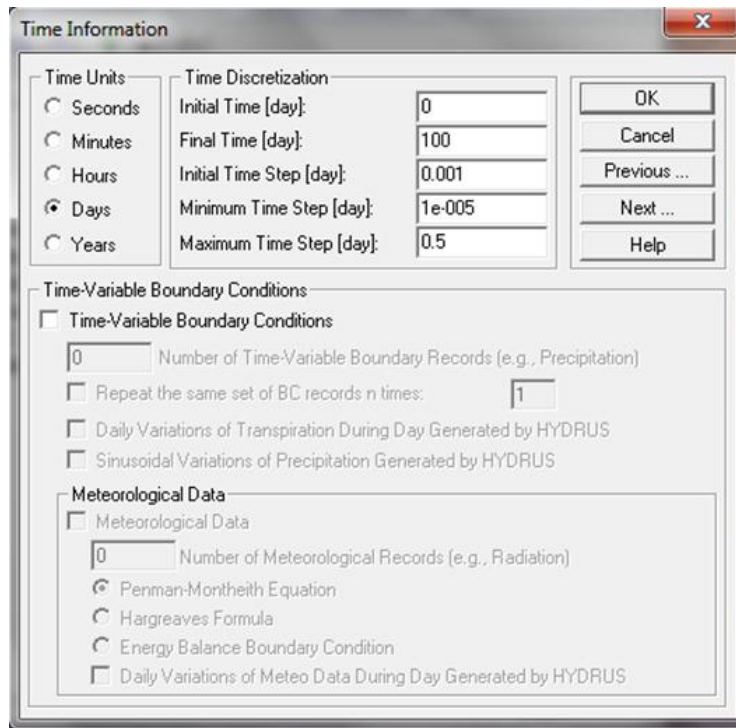 Time Information
Time Units
Seconds
Minutes
Hours
Days
Years
Time Discretization
Initial Time [day]: 0
Final Time [day]: 100
Initial Time Step [day]: 0.001
Minimum Time Step [day]: 1e-005
Maximum Time Step [day]: 0.5
OK
Cancel
Previous ...
Next ...
Help
Time-Variable Boundary Conditions
Time-Variable Boundary Conditions
0 Number of Time-Variable Boundary Records (e.g., Precipitation)
Repeat the same set of BC records n times: 1
Daily Variations of Transpiration During Day Generated by HYDRUS
Sinusoidal Variations of Precipitation Generated by HYDRUS
Meteorological Data
Meteorological Data
0 Number of Meteorological Records (e.g., Radiation)
Penman-Montheith Equation
Hargreaves Formula
Energy Balance Boundary Condition
Daily Variations of Meteo Data During Day Generated by HYDRUS